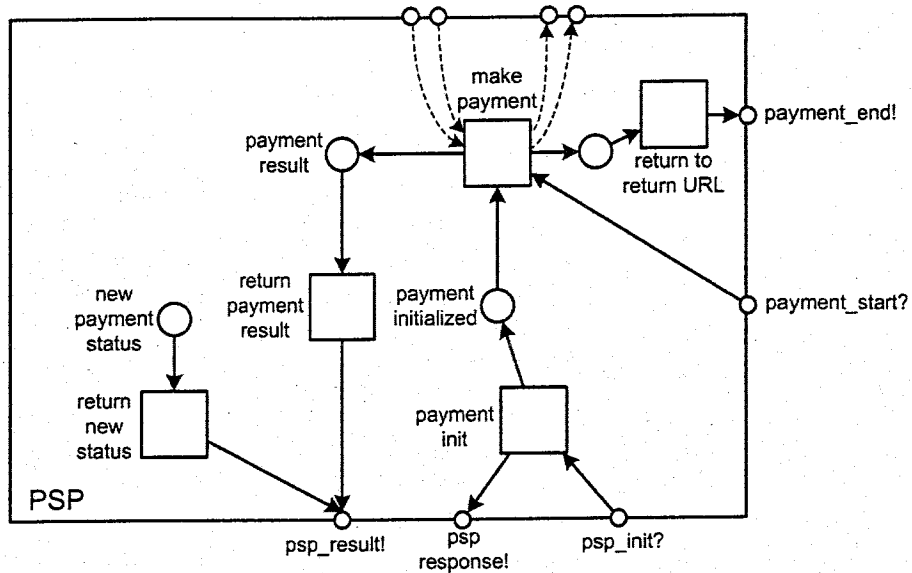 make
payment
payment_end!
payment
result
return to
return URL
new
payment
status
return
payment
result
payment
initialized
payment_start?
return
new
status
payment
init
PSP
psp_result!
psp
response!
psp_init?